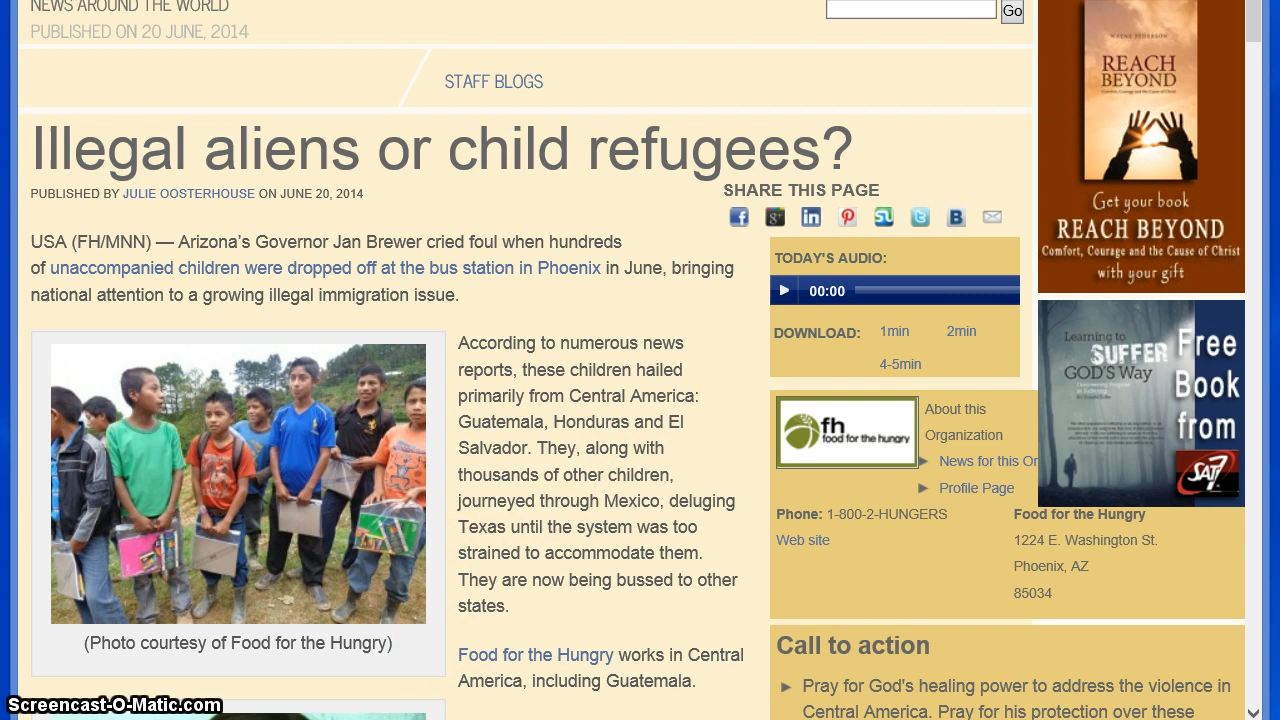 NEWS AROUND THE WORLD
PUBLISHED ON 20 JUNE, 2014
Go
STAFF BLOGS
Illegal aliens or child refugees?
PUBLISHED BY JULIE OOSTERHOUSE ON JUNE 20, 2014
SHARE THIS PAGE
USA (FH/MNN) — Arizona's Governor Jan Brewer cried foul when hundreds
of unaccompanied children were dropped off at the bus station in Phoenix in June, bringing
national attention to a growing illegal immigration issue.
(Photo courtesy of Food for the Hungry)
According to numerous news
reports, these children hailed
primarily from Central America:
Guatemala, Honduras and El
Salvador. They, along with
thousands of other children,
journeyed through Mexico, deluging
Texas until the system was too
strained to accommodate them.
They are now being bussed to other
states.
Food for the Hungry works in Central
America, including Guatemala.
TODAY'S AUDIO:
00:00
DOWNLOAD: 1min 2min
4-5min
fh
food for the hungry
About this
Organization
News for this Or
Profile Page
Phone: 1-800-2-HUNGERS
Web site
Food for the Hungry
1224 E. Washington St.
Phoenix, AZ
85034
Call to action
Pray for God's healing power to address the violence in
Central America. Pray for his protection over these
WAYNE PEDERSON
REACH
BEYOND
Comfort, Courage and the Cause of Christ
Get your book
REACH BEYOND
Comfort, Courage and the Cause of Christ
with your gift
Learning to
SUFFER
GOD'S Way
Free
Book
from
SAT7
Screencast-O-Matic.com